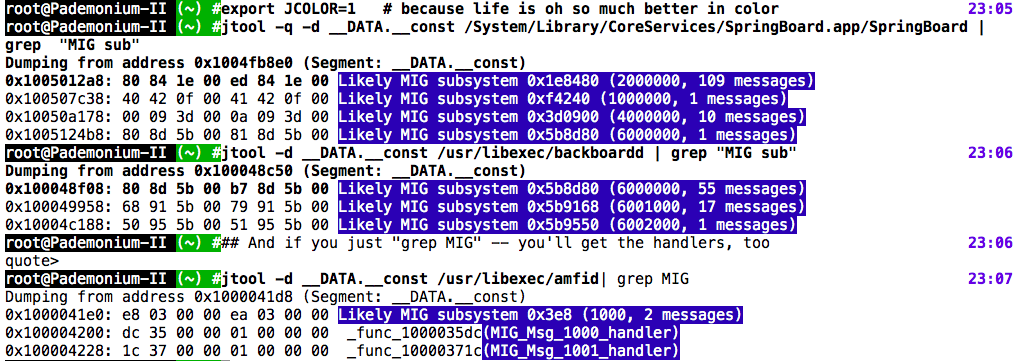 root@Pademonium-II (~) #export JCOLOR=1   # because life is oh so much better in color 23:05
root@Pademonium-II (~) #jtool -q -d __DATA.__const /System/Library/CoreServices/SpringBoard.app/SpringBoard |
grep  "MIG sub"
Dumping from address 0x1004fb8e0 (Segment: __DATA.__const)
0x1005012a8: 80 84 1e 00 ed 84 1e 00 Likely MIG subsystem 0x1e8480 (2000000, 109 messages)
0x100507c38: 40 42 0f 00 41 42 0f 00 Likely MIG subsystem 0xf4240 (1000000, 1 messages)
0x10050a178: 00 09 3d 00 0a 09 3d 00 Likely MIG subsystem 0x3d0900 (4000000, 10 messages)
0x1005124b8: 80 8d 5b 00 81 8d 5b 00 Likely MIG subsystem 0x5b8d80 (6000000, 1 messages)
root@Pademonium-II (~) #jtool -d __DATA.__const /usr/libexec/backboardd | grep "MIG sub" 23:06
Dumping from address 0x100048c50 (Segment: __DATA.__const)
0x100048f08: 80 8d 5b 00 b7 8d 5b 00 Likely MIG subsystem 0x5b8d80 (6000000, 55 messages)
0x100049958: 68 91 5b 00 79 91 5b 00 Likely MIG subsystem 0x5b9168 (6001000, 17 messages)
0x10004c188: 50 95 5b 00 51 95 5b 00 Likely MIG subsystem 0x5b9550 (6002000, 1 messages)
root@Pademonium-II (~) ### And if you just "grep MIG" -- you'll get the handlers, too 23:06
quote>
root@Pademonium-II (~) #jtool -d __DATA.__const /usr/libexec/amfid| grep MIG 23:07
Dumping from address 0x1000041d8 (Segment: __DATA.__const)
0x1000041e0: e8 03 00 00 ea 03 00 00 Likely MIG subsystem 0x3e8 (1000, 2 messages)
0x100004200: dc 35 00 00 01 00 00 00  _func_1000035dc(MIG_Msg_1000_handler)
0x100004228: 1c 37 00 00 01 00 00 00  _func_10000371c(MIG_Msg_1001_handler)